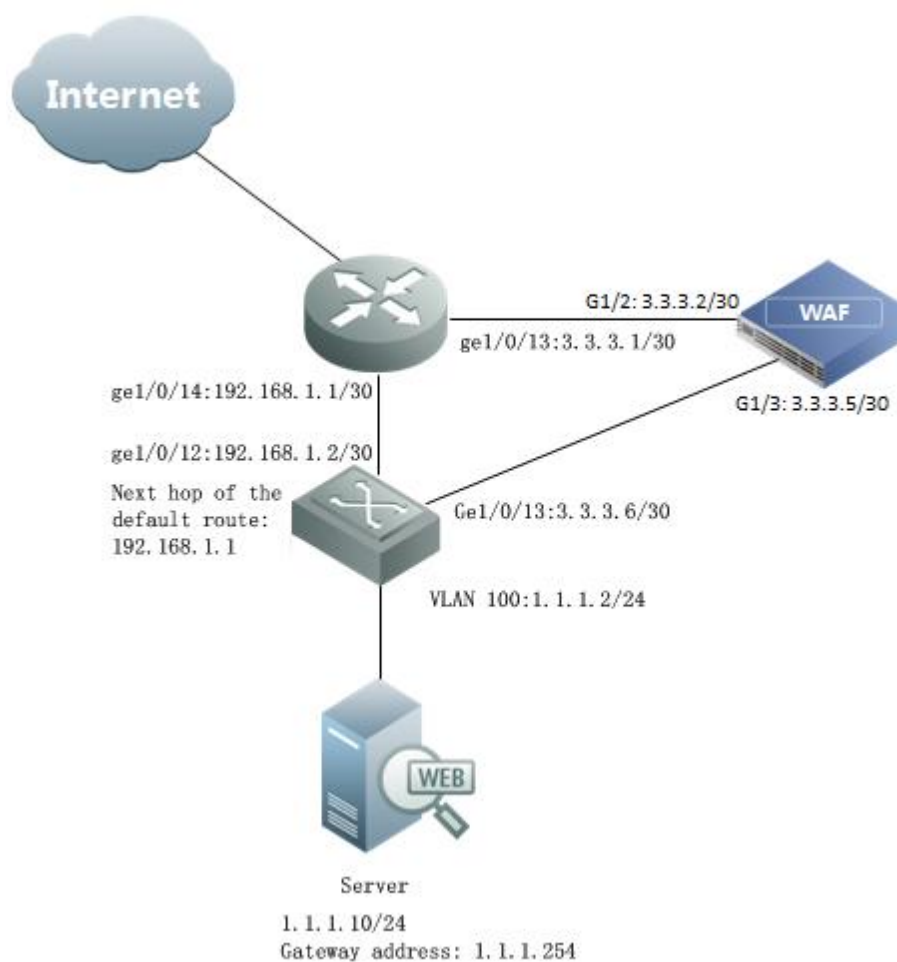 Internet
G1/2: 3.3.3.2/30
WAF
ge1/0/13:3.3.3.1/30
ge1/0/14:192.168.1.1/30
G1/3: 3.3.3.5/30
ge1/0/12:192.168.1.2/30
Next hop of the
default route:
192.168.1.1
Ge1/0/13:3.3.3.6/30
VLAN 100:1.1.1.2/24
WEB
Server
1.1.1.10/24
Gateway address: 1.1.1.254